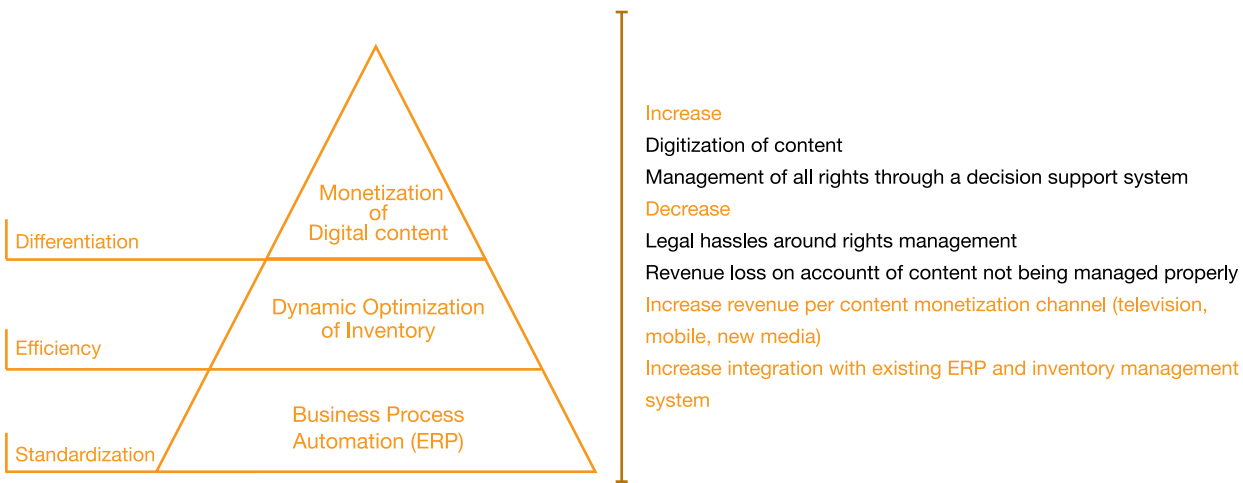 Monetization
of
Digital content
Differentiation
Dynamic Optimization
of Inventory
Efficiency
Business Process
Automation (ERP)
Standardization
Increase
Digitization of content
Management of all rights through a decision support system
Decrease
Legal hassles around rights management
Revenue loss on accountt of content not being managed properly
Increase revenue per content monetization channel (television,
mobile, new media)
Increase integration with existing ERP and inventory management
system